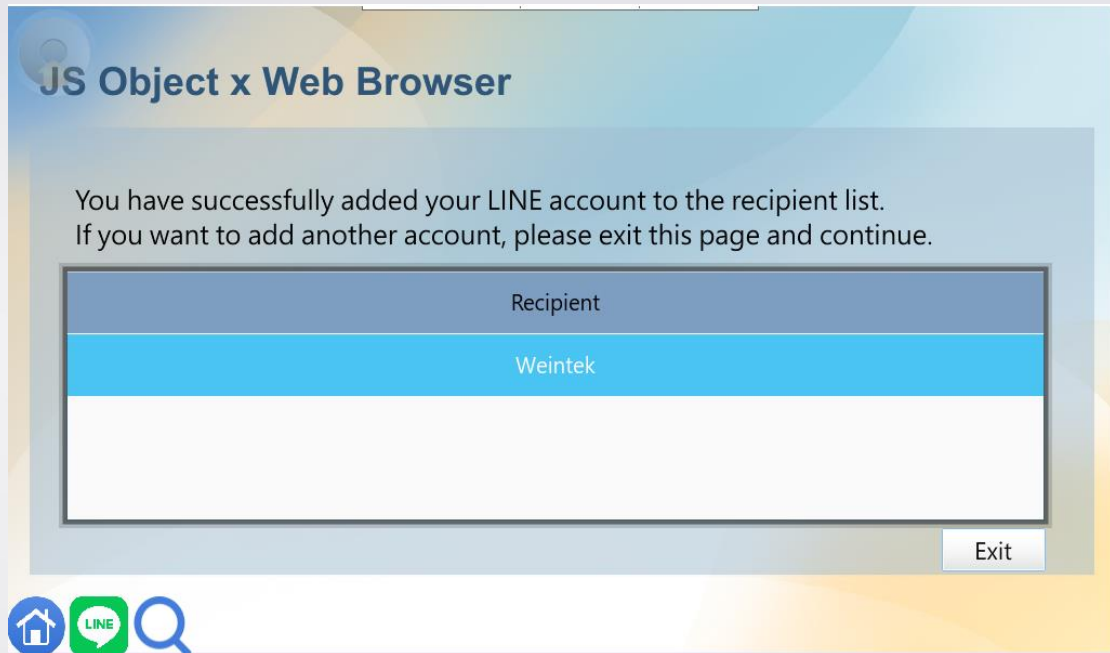 JS Object x Web Browser
You have successfully added your LINE account to the recipient list.
If you want to add another account, please exit this page and continue.
Recipient
Weintek
Exit
LINE